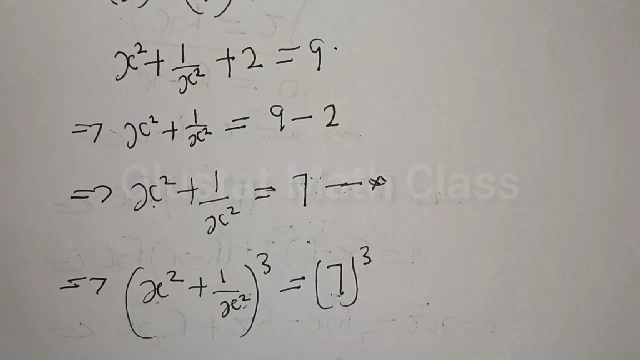 x² + 1/x² + 2 = 9.
⇒ x² + 1/x² = 9 − 2
⇒ x² + 1/x² = 7 — *
⇒ (x² + 1/x²)³ = (7)³